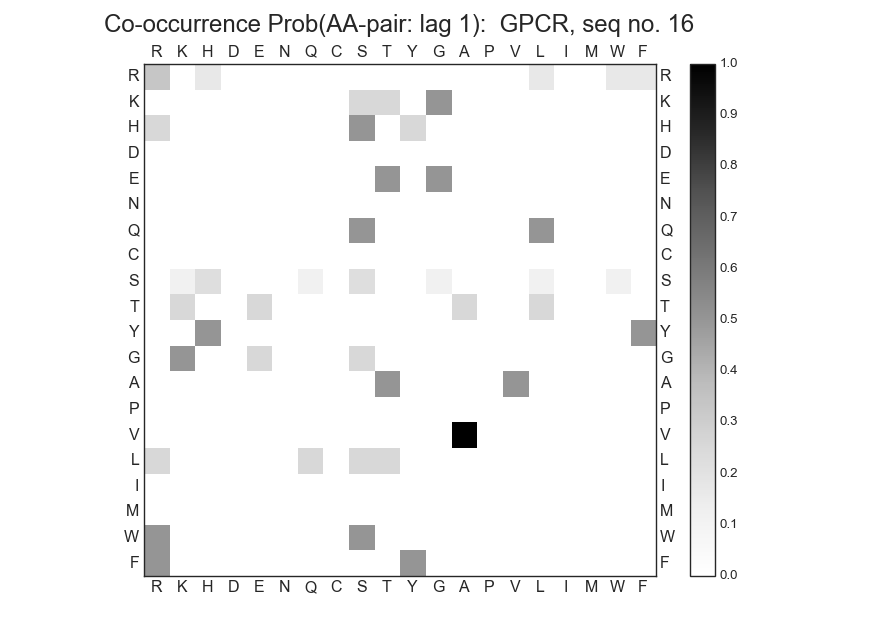 Co-occurrence Prob(AA-pair: lag 1):  GPCR, seq no. 16
R K H D E N Q C S T Y G A P V L I M W F
R R
K K
H H
D D
E E
N N
Q Q
C C
S S
T T
Y Y
G G
A A
P P
V V
L L
I I
M M
W W
F F
R K H D E N Q C S T Y G A P V L I M W F
1.0
0.9
0.8
0.7
0.6
0.5
0.4
0.3
0.2
0.1
0.0